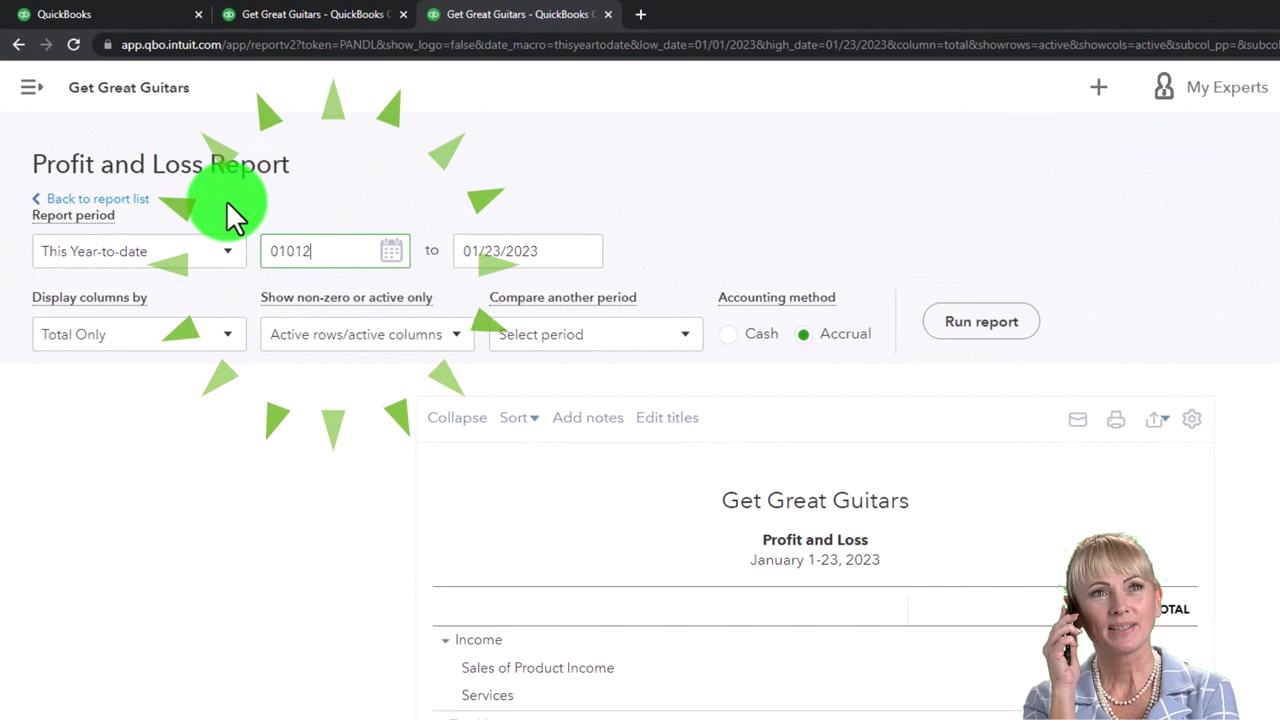 QuickBooks
Get Great Guitars - QuickBooks C
Get Great Guitars - QuickBooks C
app.qbo.intuit.com/app/reportv2?token=PANDL&show_logo=false&date_macro=thisyeartodate&low_date=01/01/2023&high_date=01/23/2023&column=total&showrows=active&showcols=active&subcol_pp=&subcol
Get Great Guitars
My Experts
Profit and Loss Report
Back to report list
Report period
This Year-to-date 01012 to 01/23/2023
Display columns by Show non-zero or active only Compare another period Accounting method
Total Only Active rows/active columns Select period Cash Accrual Run report
Collapse Sort Add notes Edit titles
Get Great Guitars
Profit and Loss
January 1-23, 2023
OTAL
Income
Sales of Product Income
Services